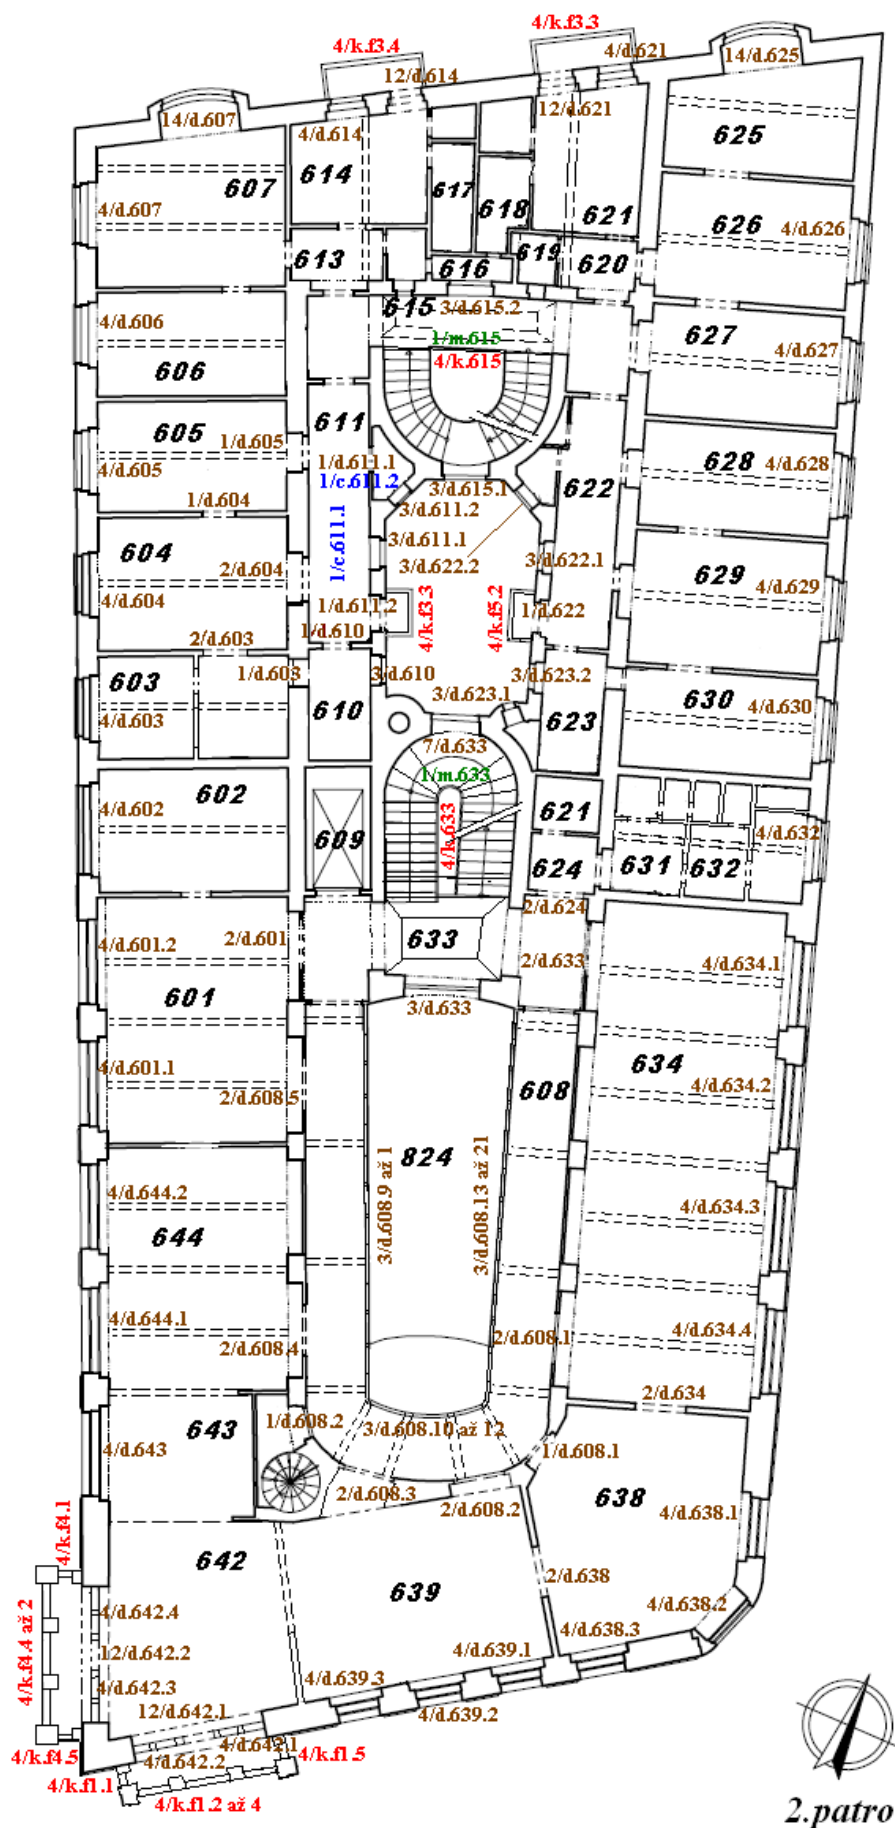 4/k.f3.3
4/k.f3.4
4/d.621
14/d.625
12/d.614
14/d.607
4/d.614
12/d.621
625
614
607
617
618
621
4/d.607
626
4/d.626
613
616
619
620
615
3/d.615.2
4/d.606
1/m.615
627
4/d.627
606
4/k.615
611
605
1/d.605
4/d.605
1/d.611.1
1/c.611.2
628
4/d.628
1/d.604
3/d.615.1
3/d.611.2
622
1/c.611.1
3/d.611.1
604
2/d.604
3/d.622.2
3/d.622.1
629
4/d.629
4/d.604
1/d.611.2
4/k.f3.3
4/k.f5.2
1/d.622
2/d.603
1/d.610
603
1/d.603
3/d.610
3/d.623.2
4/d.603
610
3/d.623.1
623
630
4/d.630
7/d.633
1/m.633
602
4/d.602
609
4/k.633
621
4/d.632
624
631
632
2/d.624
4/d.601.2
2/d.601
633
2/d.633
4/d.634.1
601
3/d.633
4/d.601.1
2/d.608.5
608
634
4/d.634.2
824
4/d.644.2
3/d.608.9 až 1
3/d.608.13 až 21
4/d.634.3
644
4/d.644.1
2/d.608.4
2/d.608.1
4/d.634.4
2/d.634
643
1/d.608.2
3/d.608.10 až 12
4/d.643
1/d.608.1
2/d.608.3
2/d.608.2
638
4/d.638.1
4/k.f4.1
642
639
2/d.638
4/d.642.4
4/d.638.2
4/k.f4.4 až 2
12/d.642.2
4/d.639.1
4/d.638.3
4/d.642.3
4/d.639.3
12/d.642.1
4/d.639.2
4/k.f4.5
4/d.642.2
4/d.642.1
4/k.f1.1
4/k.f1.5
4/k.f1.2 až 4
2.patro